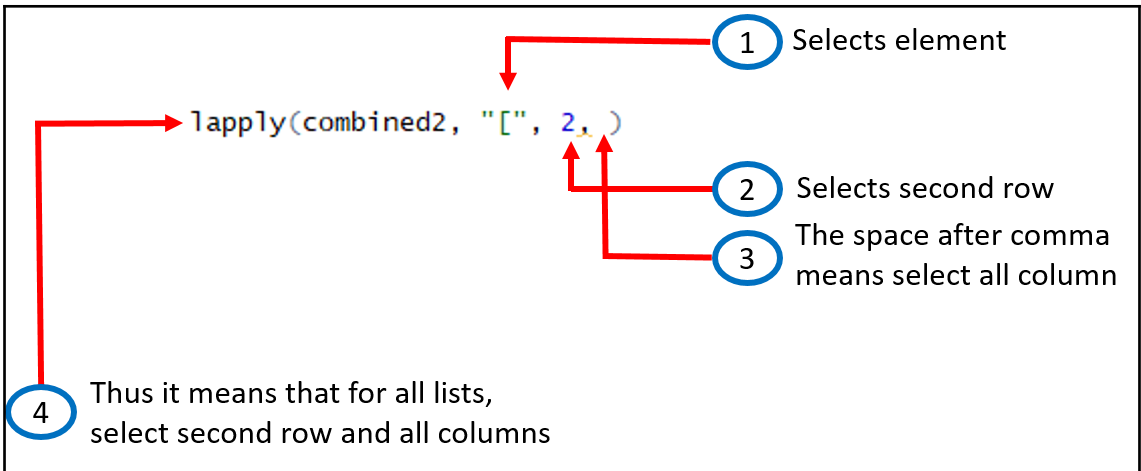 1 Selects element
lapply(combined2, "[", 2, )
2 Selects second row
3 The space after comma
means select all column
4 Thus it means that for all lists,
select second row and all columns